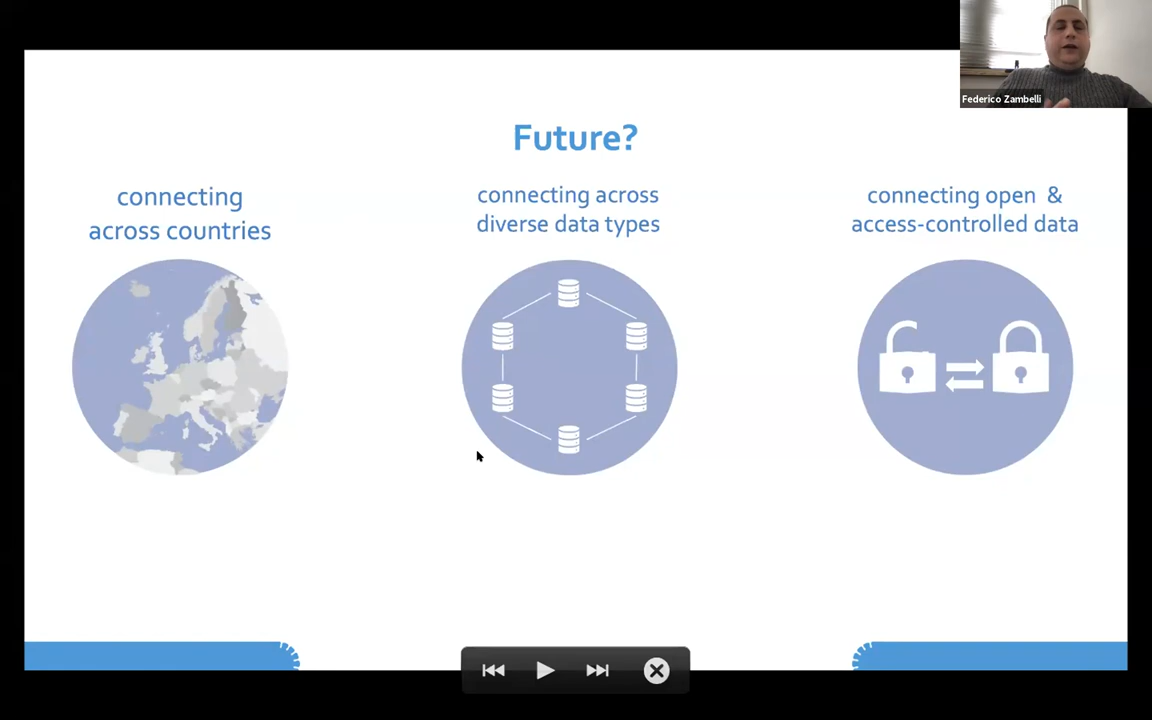 Federico Zambelli
Future?
connecting
across countries
connecting across
diverse data types
connecting open &
access-controlled data